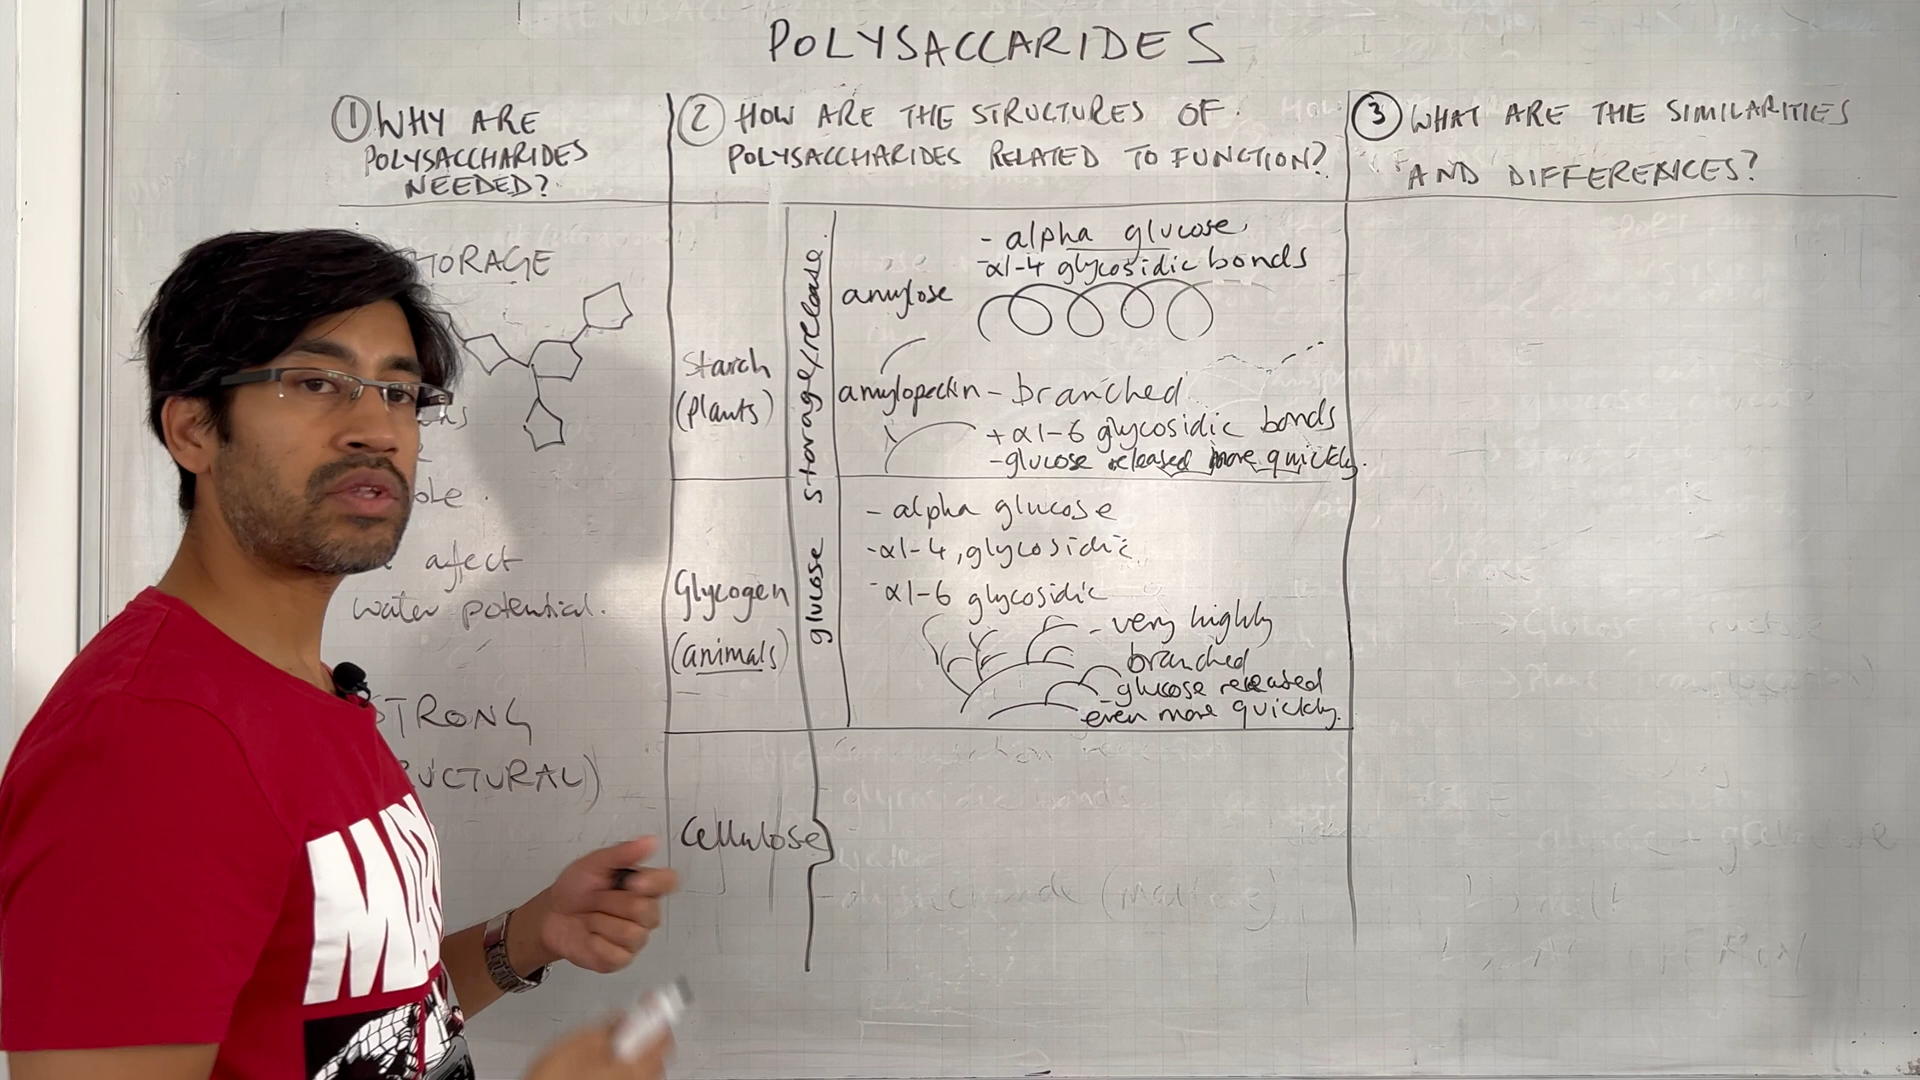 POLYSACCARIDES
① WHY ARE
POLYSACCHARIDES
NEEDED?
TORAGE
affect
water potential.
STRONG
RUCTURAL)
② HOW ARE THE STRUCTURES OF
POLYSACCHARIDES RELATED TO FUNCTION?
Starch
(plants)
glucose storage/release.
amylose
- alpha glucose
- α1-4 glycosidic bonds
amylopectin - branched
+ α1-6 glycosidic bonds
- glucose released more quickly.
Glycogen
(animals)
- alpha glucose
- α1-4, glycosidic
- α1-6 glycosidic
- very highly
branched
glucose released
even more quickly.
Cellulose
③ WHAT ARE THE SIMILARITIES
AND DIFFERENCES?